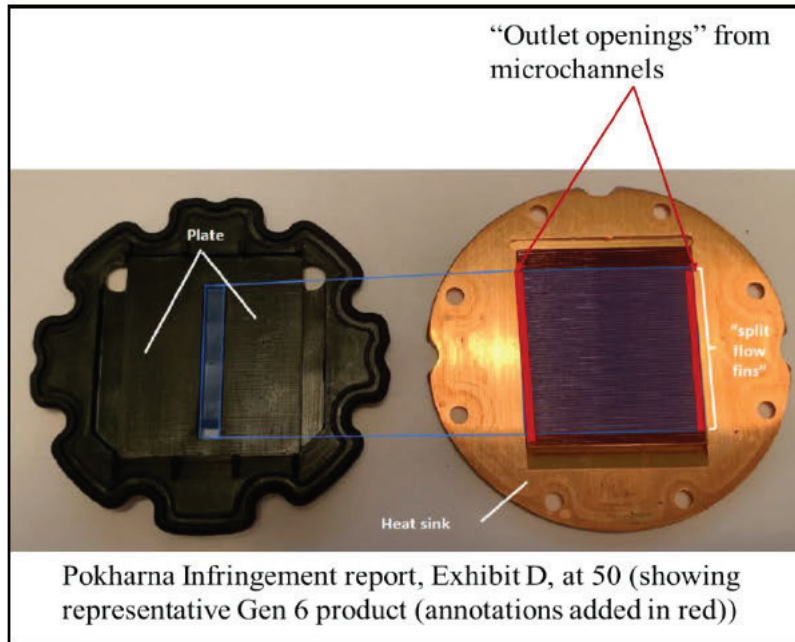 “Outlet openings” from
microchannels
Plate
“split
flow
fins”
Heat sink
Pokharna Infringement report, Exhibit D, at 50 (showing
representative Gen 6 product (annotations added in red))